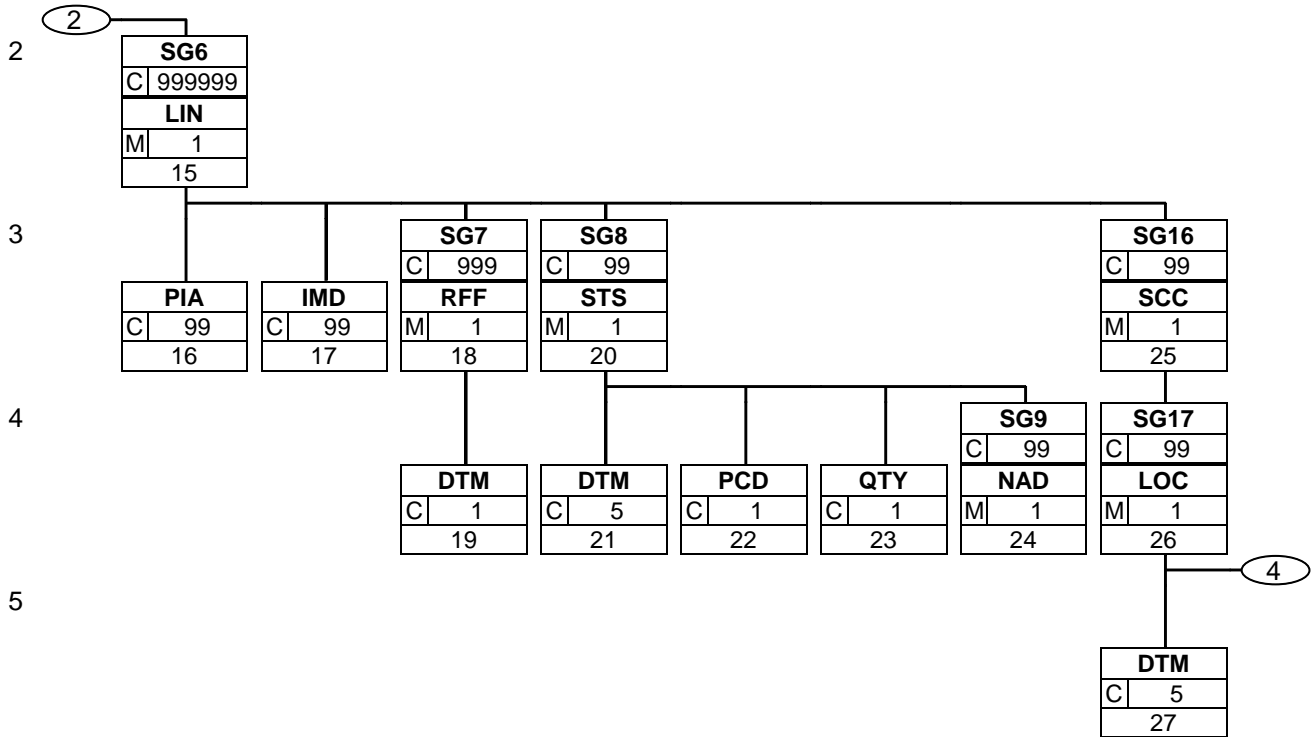 2
2
SG6
C 999999
LIN
M 1
15
3
SG7 SG8 SG16
C 999 C 99 C 99
PIA IMD RFF STS SCC
C 99 C 99 M 1 M 1 M 1
16 17 18 20 25
4
SG9 SG17
C 99 C 99
DTM DTM PCD QTY NAD LOC
C 1 C 5 C 1 C 1 M 1 M 1
19 21 22 23 24 26
4
5
DTM
C 5
27